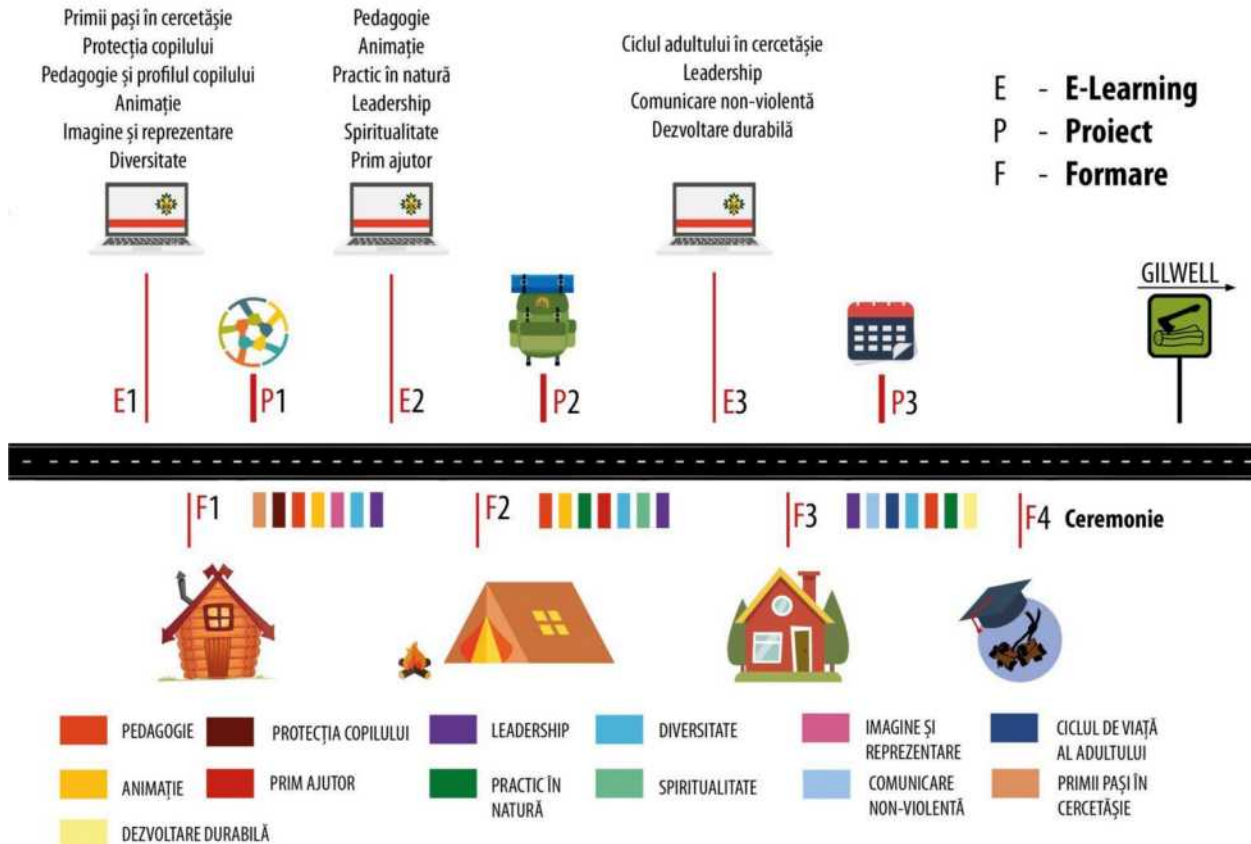 Primii pași în cercetășie
Protecția copilului
Pedagogie și profilul copilului
Animație
Imagine și reprezentare
Diversitate
Pedagogie
Animație
Practic în natură
Leadership
Spiritualitate
Prim ajutor
Ciclul adultului în cercetășie
Leadership
Comunicare non-violentă
Dezvoltare durabilă
E - E-Learning
P - Proiect
F - Formare
GILWELL
E1
P1
E2
P2
E3
P3
F1
F2
F3
F4 Ceremonie
PEDAGOGIE
PROTECȚIA COPILULUI
LEADERSHIP
DIVERSITATE
IMAGINE ȘI
REPREZENTARE
CICLUL DE VIAȚĂ
AL ADULTULUI
ANIMAȚIE
PRIM AJUTOR
PRACTIC ÎN
NATURĂ
SPIRITUALITATE
COMUNICARE
NON-VIOLENTĂ
PRIMII PAȘI ÎN
CERCETĂȘIE
DEZVOLTARE DURABILĂ